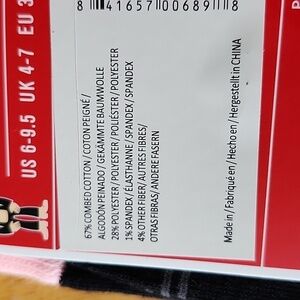 8 41657 00689 8
US 6-9.5 UK 4-7 EU 3
67% COMBED COTTON / COTON PEIGNÉ/
ALGODÓN PEINADO / GEKÄMMTE BAUMWOLLE
28% POLYESTER / POLYESTER / POLIÉSTER / POLYESTER
1% SPANDEX / ÉLASTHANNE / SPANDEX / SPANDEX
4% OTHER FIBER/ AUTRES FIBRES/
OTRAS FIBRAS/ ANDERE FASERN
Made in / Fabriqué en / Hecho en / Hergestellt in CHINA